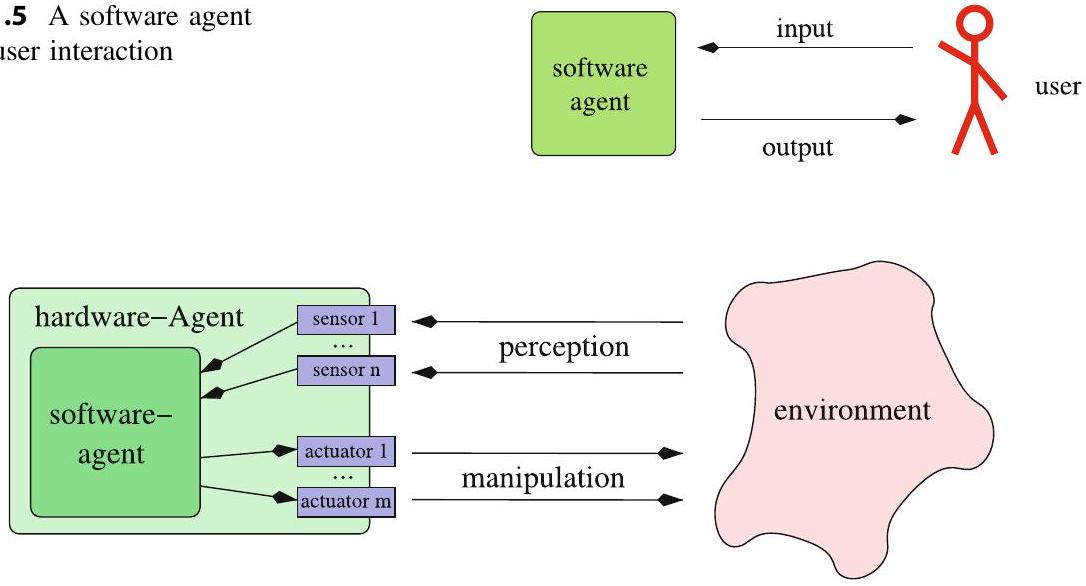 .5 A software agent
user interaction
software
agent
input
output
user
hardware–Agent
software–
agent
sensor 1
...
sensor n
actuator 1
...
actuator m
perception
manipulation
environment